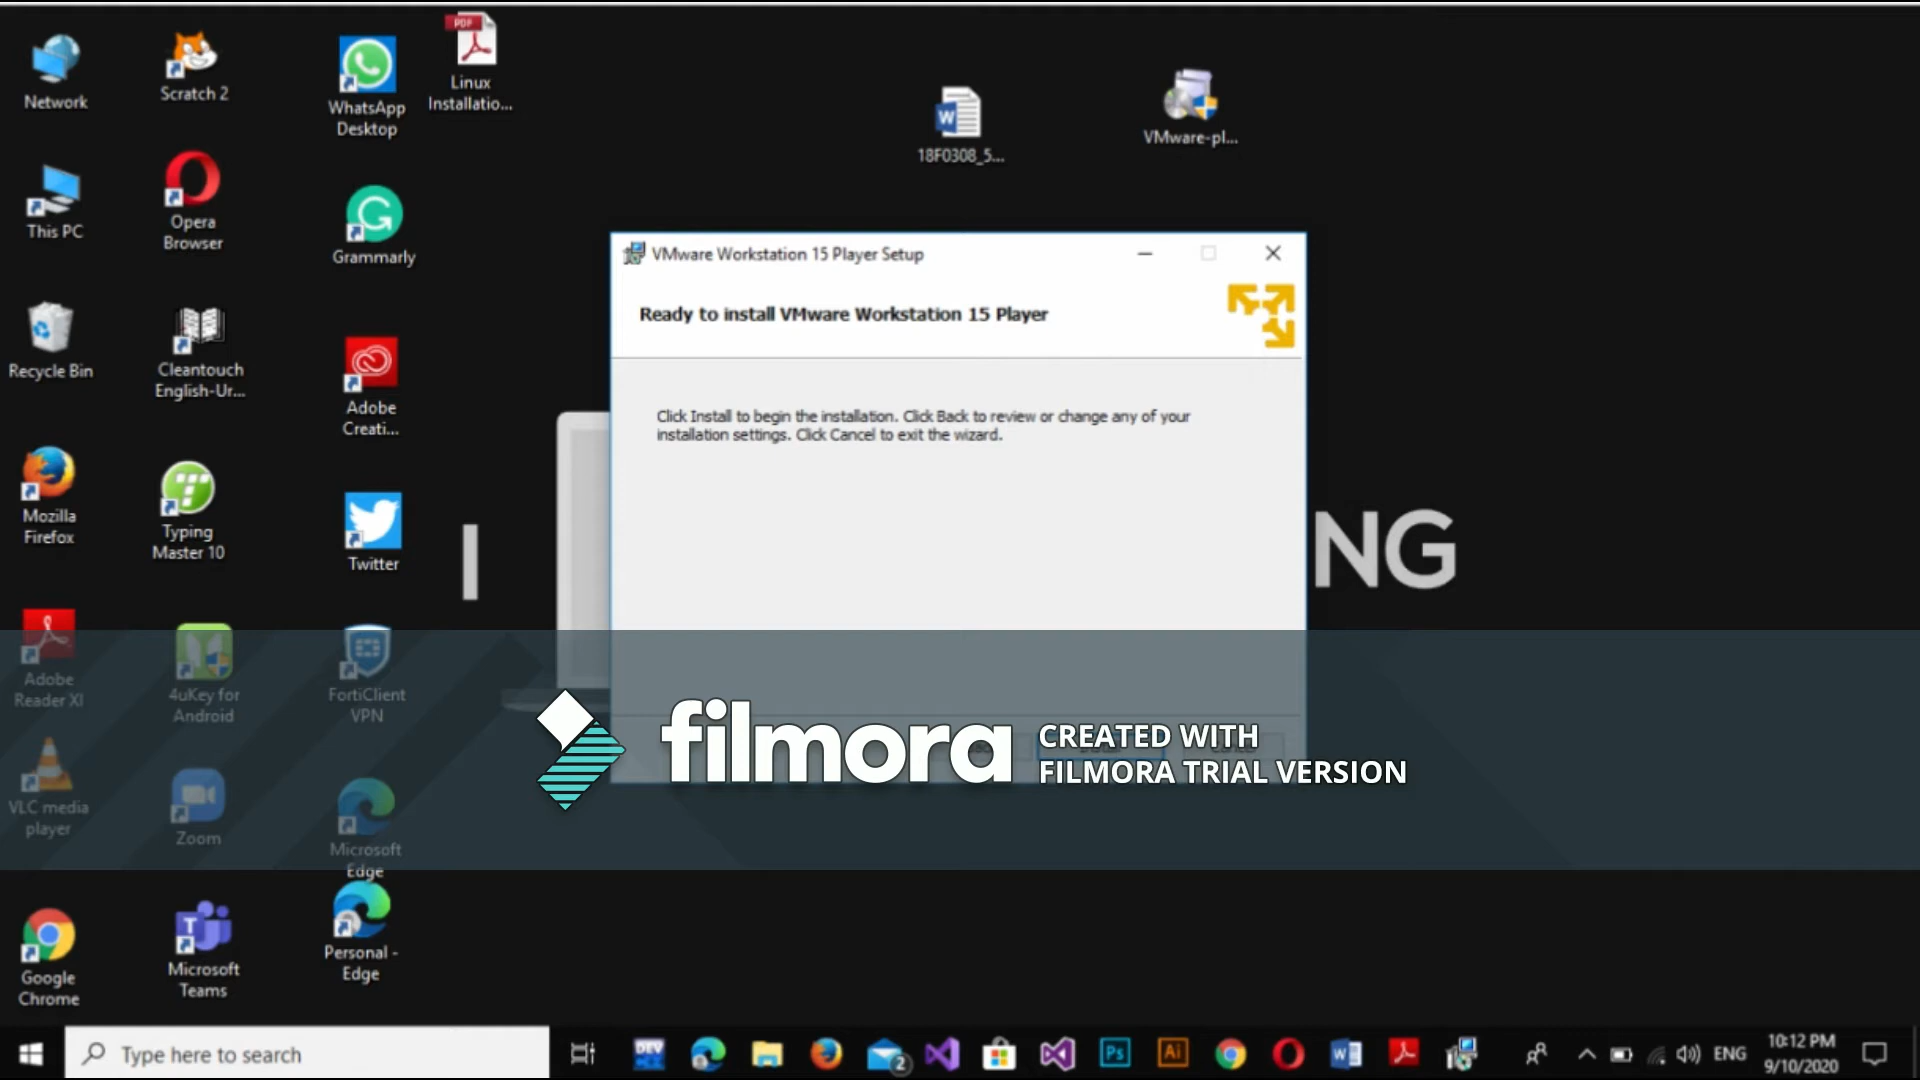 Network
Scratch 2
WhatsApp
Desktop
PDF
Linux
Installatio...
18F0308_5...
VMware-pl...
This PC
Opera
Browser
Grammarly
Recycle Bin
Cleantouch
English-Ur...
Adobe
Creati...
Mozilla
Firefox
Typing
Master 10
Twitter
Adobe
Reader XI
4uKey for
Android
FortiClient
VPN
VLC media
player
Zoom
Microsoft
Edge
Google
Chrome
Microsoft
Teams
Personal -
Edge
VMware Workstation 15 Player Setup
Ready to install VMware Workstation 15 Player
Click Install to begin the installation. Click Back to review or change any of your
installation settings. Click Cancel to exit the wizard.
I
NG
filmora
CREATED WITH
FILMORA TRIAL VERSION
Type here to search
DEV
2
Ps
Ai
ENG
10:12 PM
9/10/2020